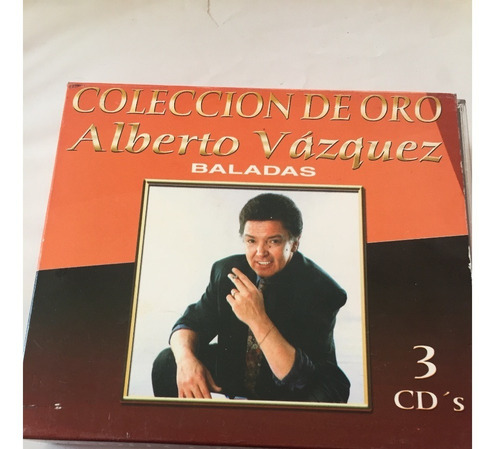 COLECCION DE ORO
Alberto Vázquez
BALADAS
3
CD´s